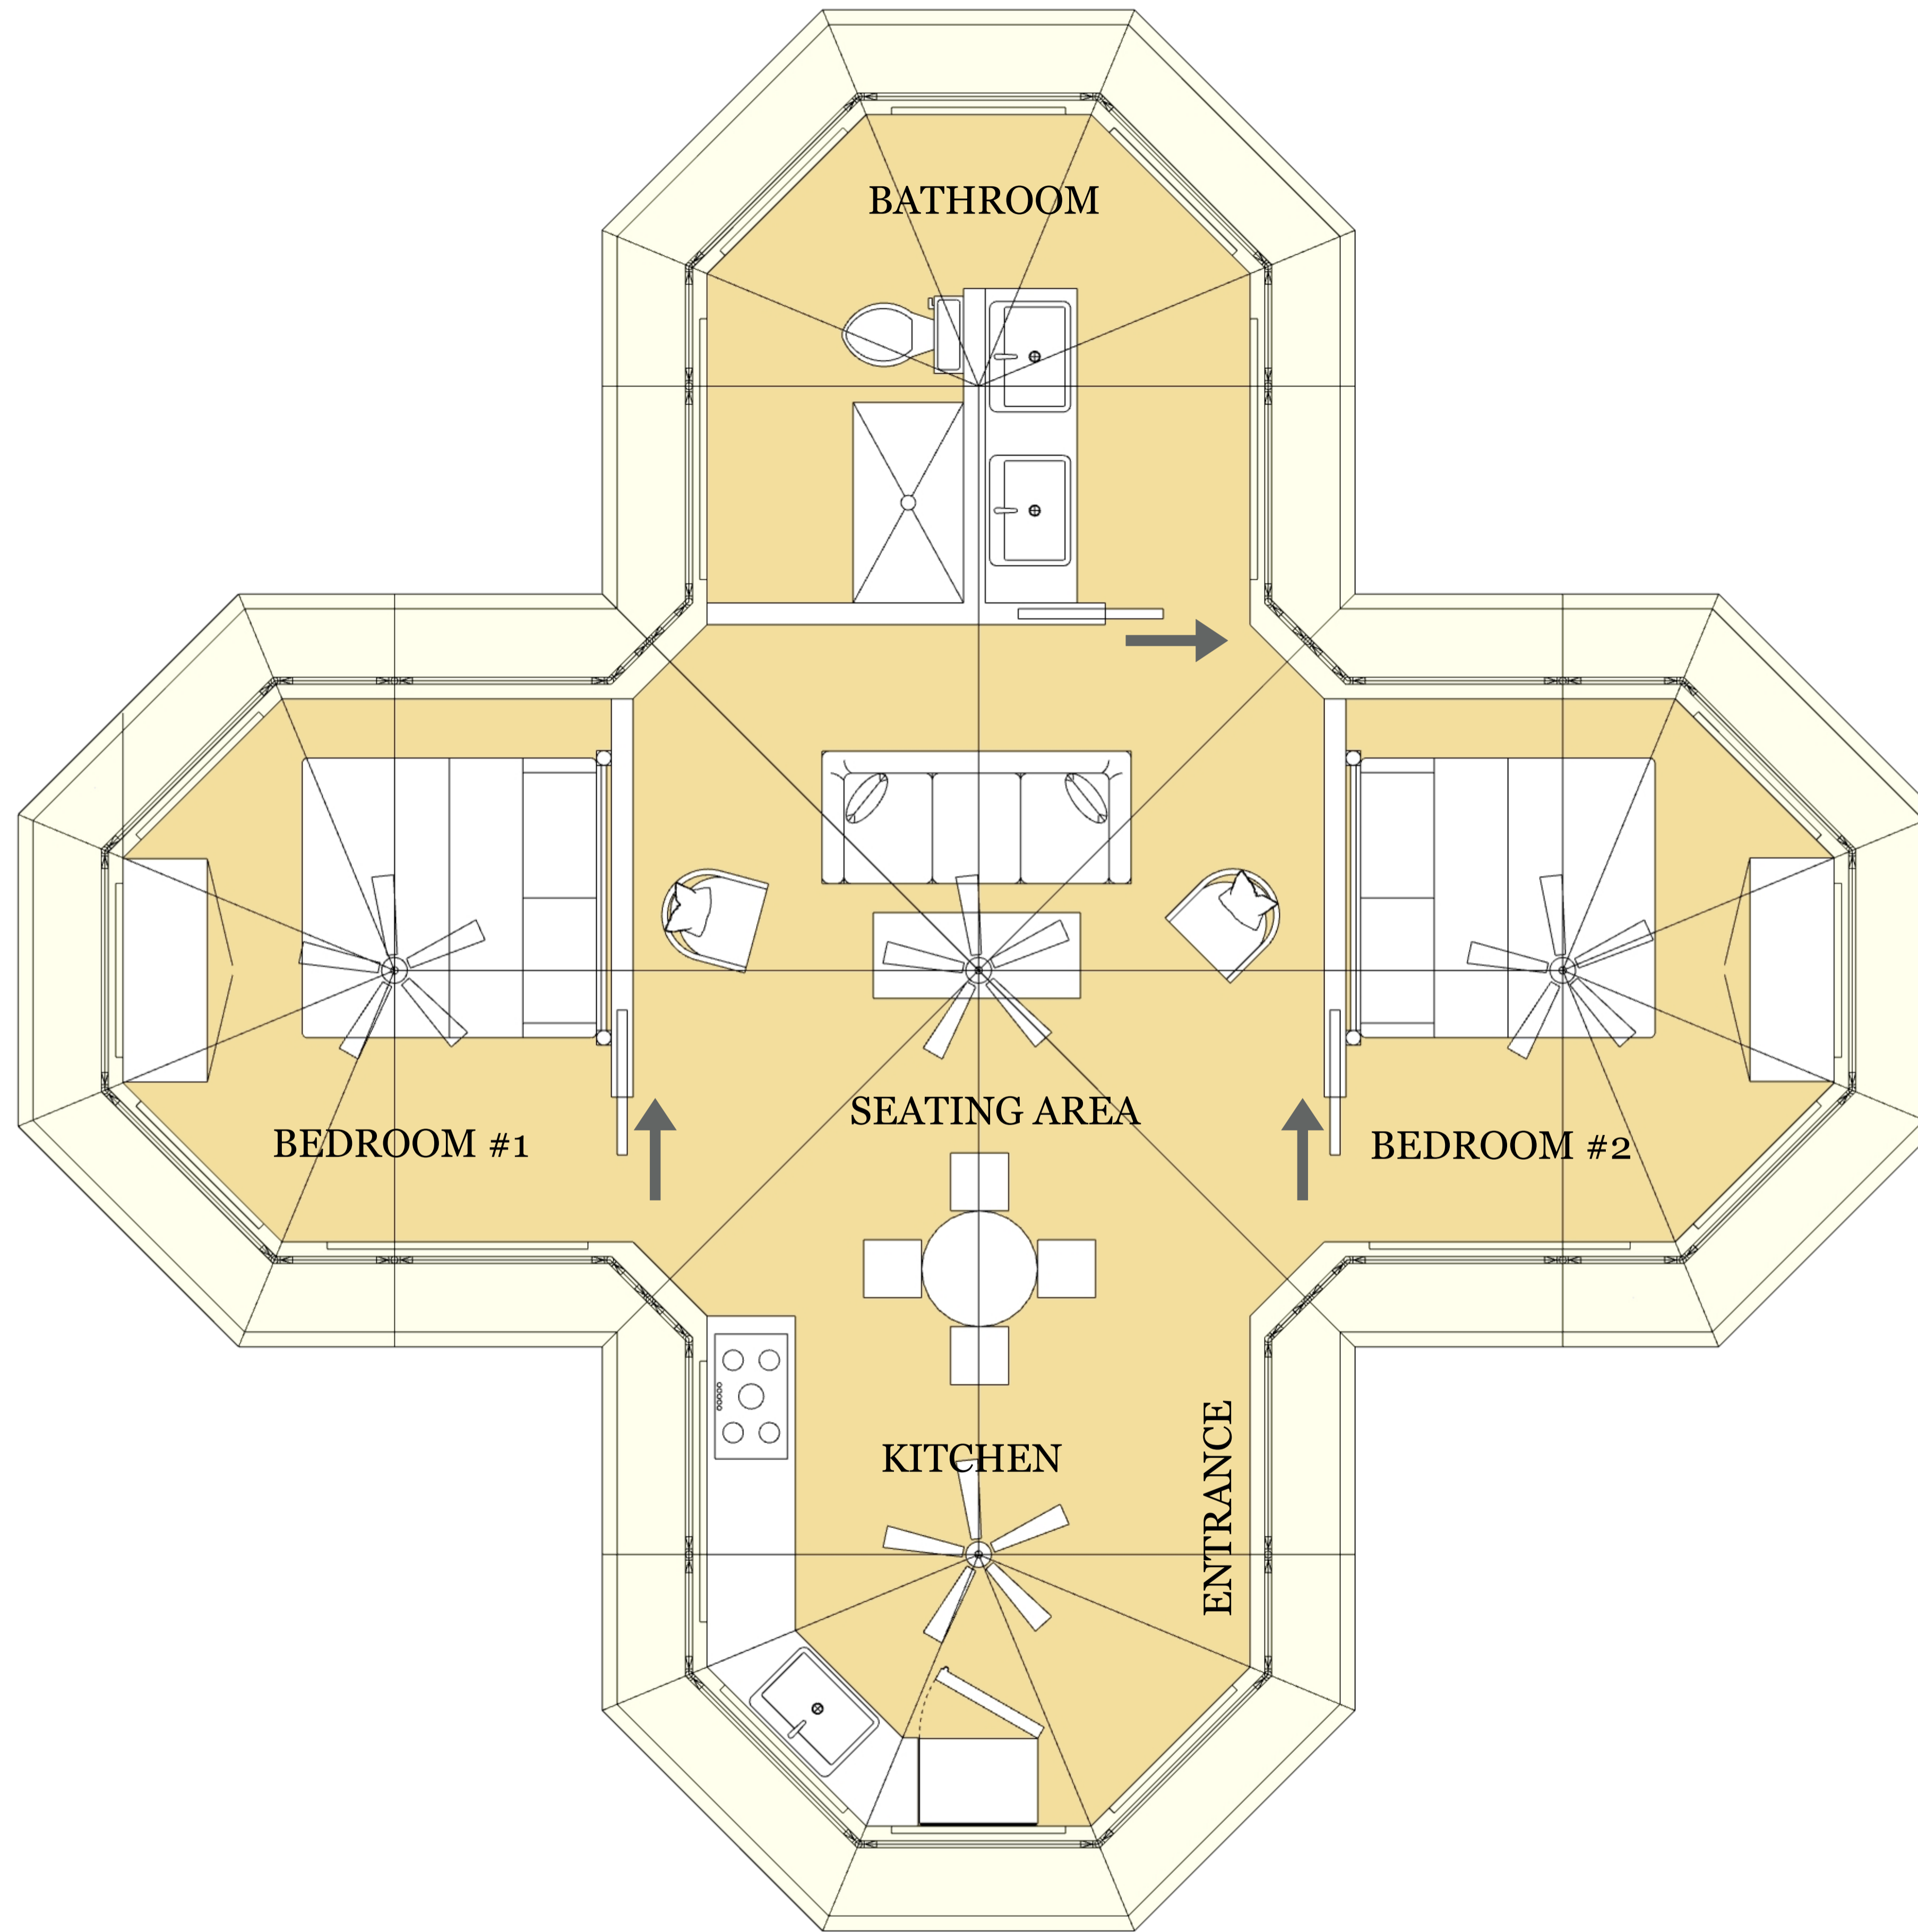 BATHROOM
SEATING AREA
BEDROOM #1
BEDROOM #2
KITCHEN
ENTRANCE